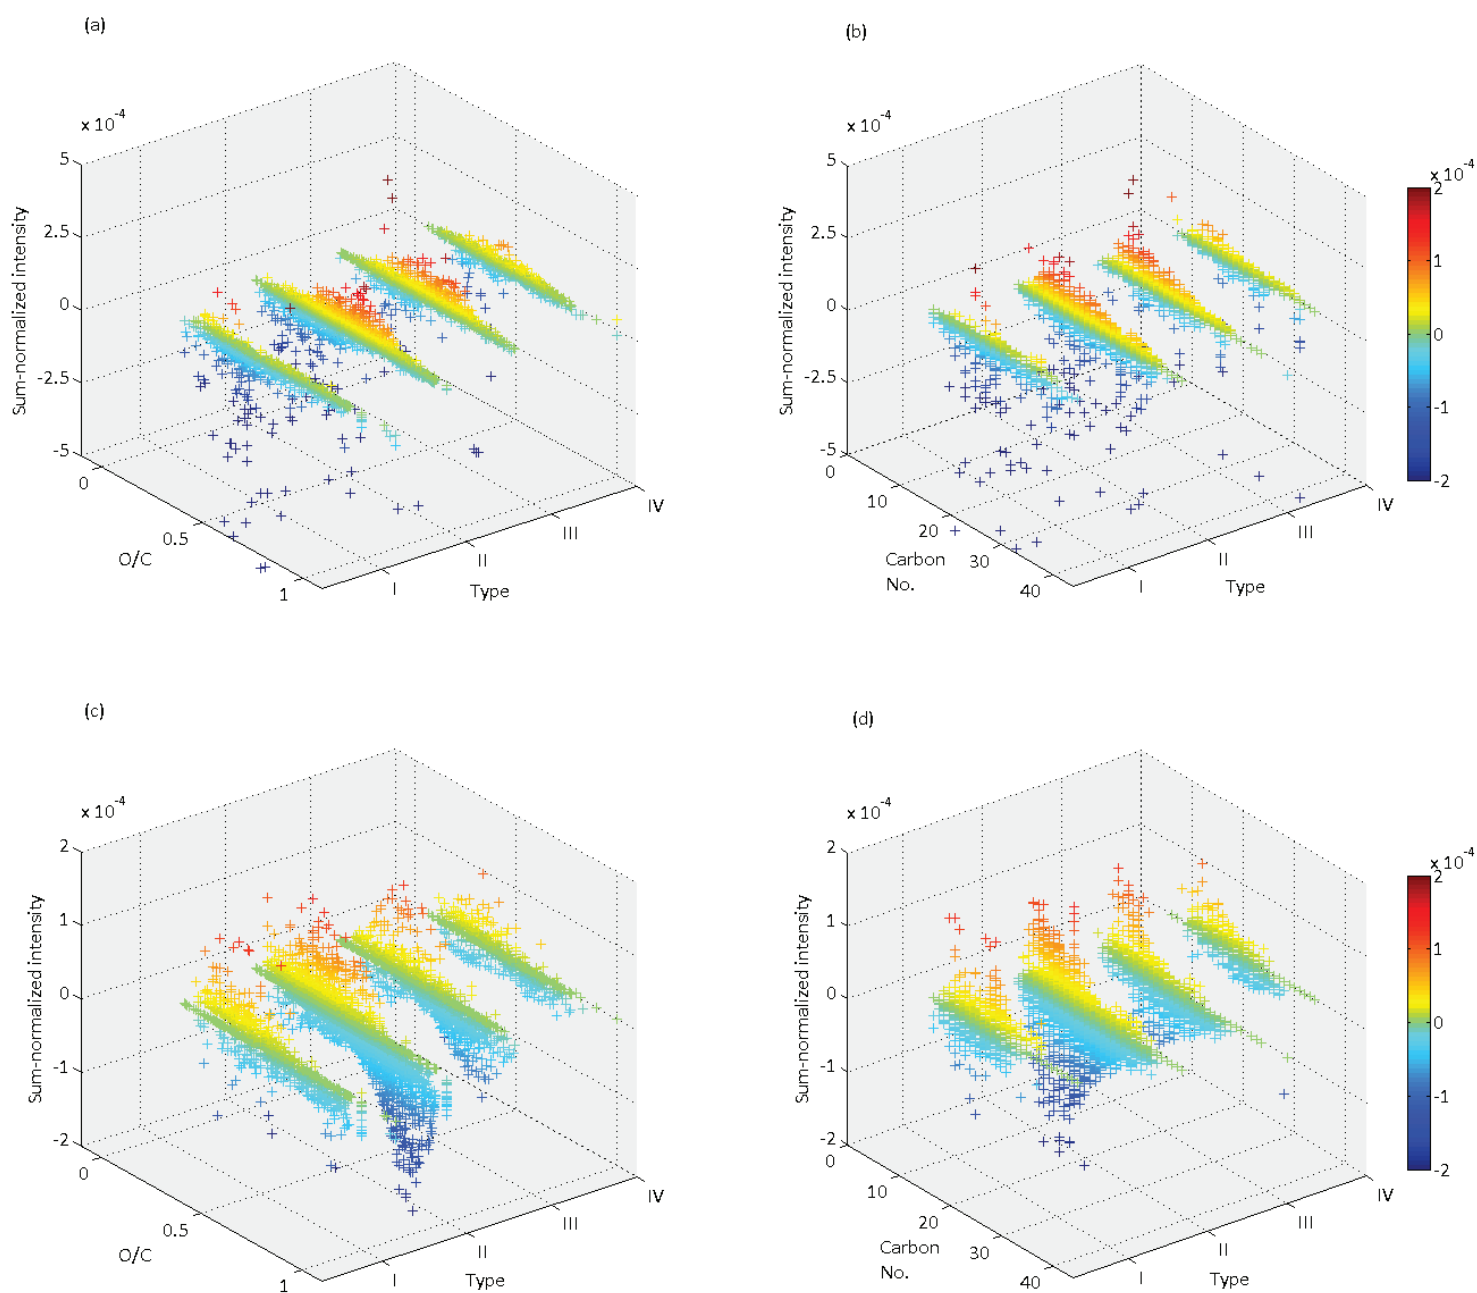 (a)
x 10-4
5
2.5
0
-2.5
-5
Sum-normalized intensity
0
0.5
1
O/C
I
II
III
IV
Type
(b)
x 10-4
5
2.5
0
-2.5
-5
Sum-normalized intensity
0
10
20
30
40
Carbon
No.
I
II
III
IV
Type
x 10-4
2
1
0
-1
-2
(c)
x 10-4
2
1
0
-1
-2
Sum-normalized intensity
0
0.5
1
O/C
I
II
III
IV
Type
(d)
x 10-4
2
1
0
-1
-2
Sum-normalized intensity
0
10
20
30
40
Carbon
No.
I
II
III
IV
Type
x 10-4
2
1
0
-1
-2